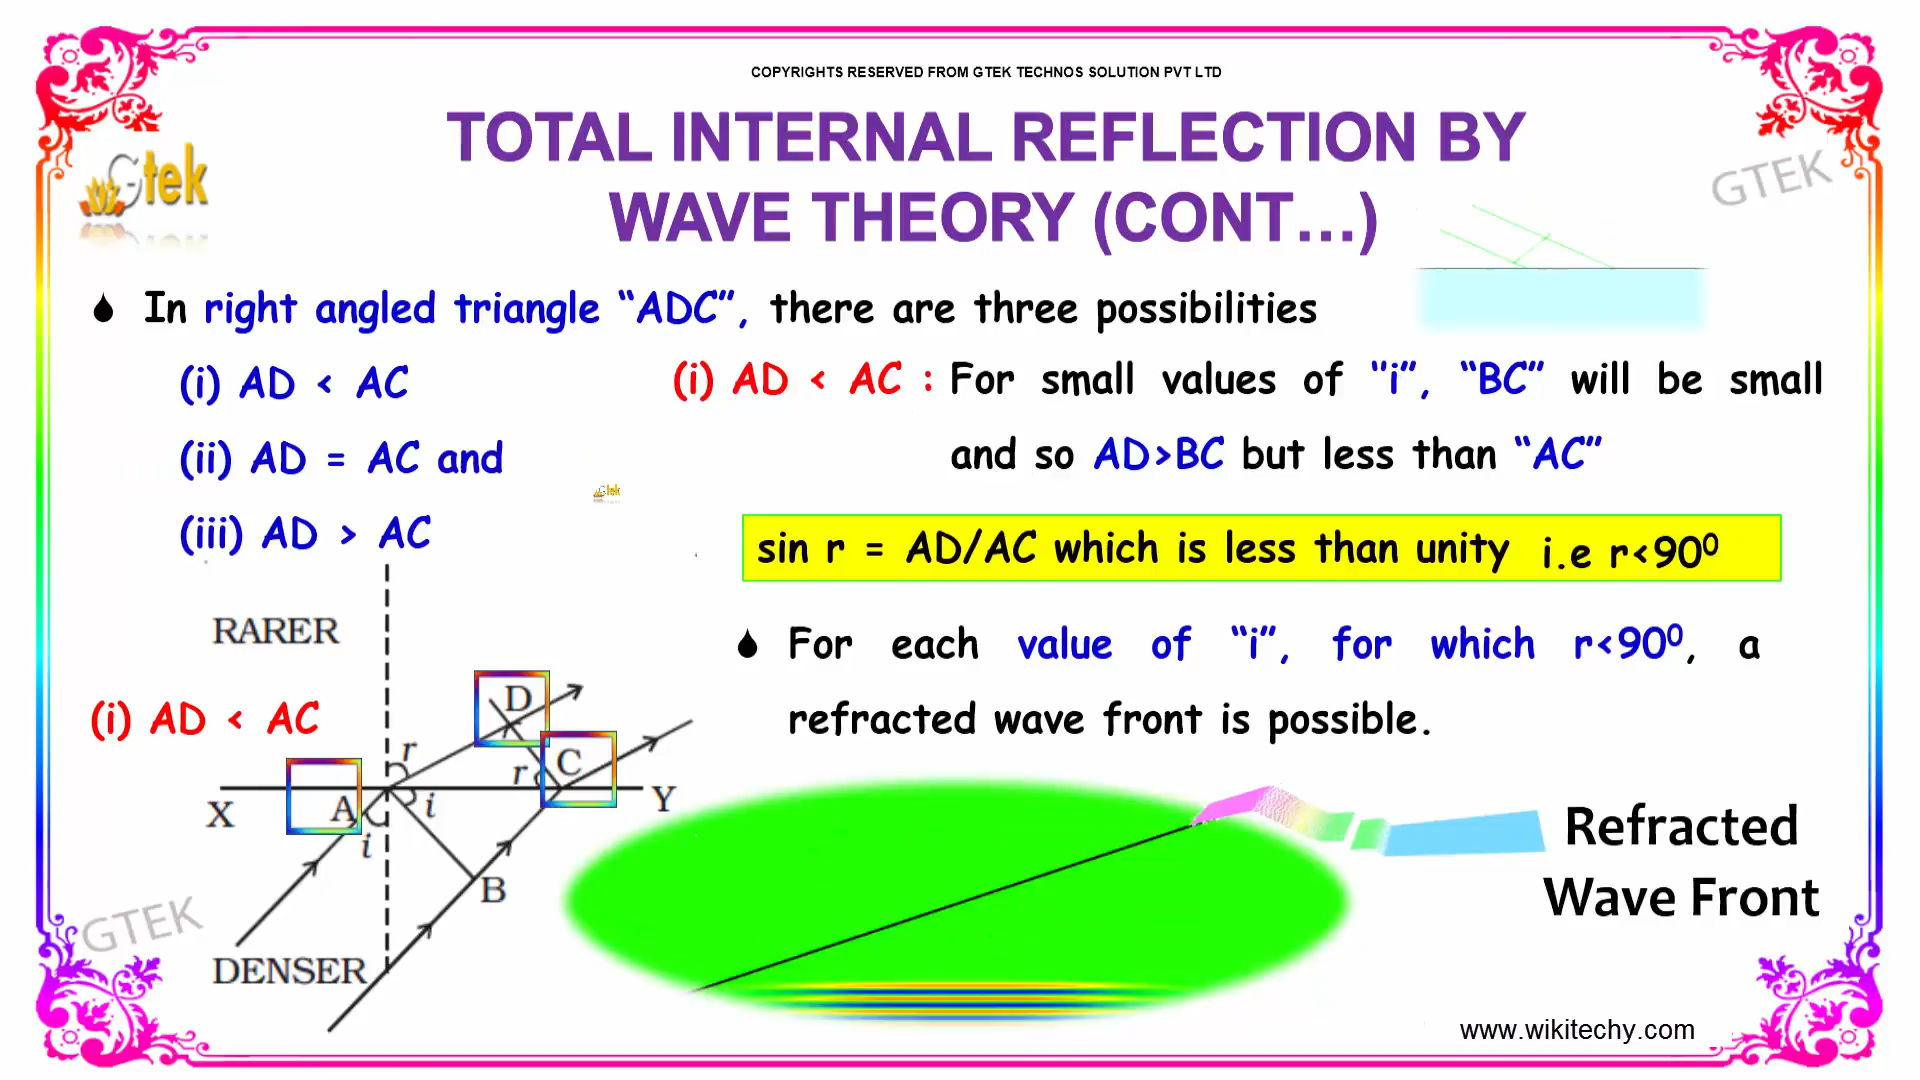 COPYRIGHTS RESERVED FROM GTEK TECHNOS SOLUTION PVT LTD
TOTAL INTERNAL REFLECTION BY
WAVE THEORY (CONT...)
Gtek
GTEK
In right angled triangle “ADC”, there are three possibilities
(i) AD < AC
(ii) AD = AC and
(iii) AD > AC
(i) AD < AC : For small values of “i”, “BC” will be small
and so AD>BC but less than “AC”
Gtek
sin r = AD/AC which is less than unity i.e r<90⁰
For each value of “i”, for which r<90⁰, a
refracted wave front is possible.
RARER
(i) AD < AC
D
r
r
C
X
A
i
Y
i
B
DENSER
GTEK
Refracted
Wave Front
www.wikitechy.com